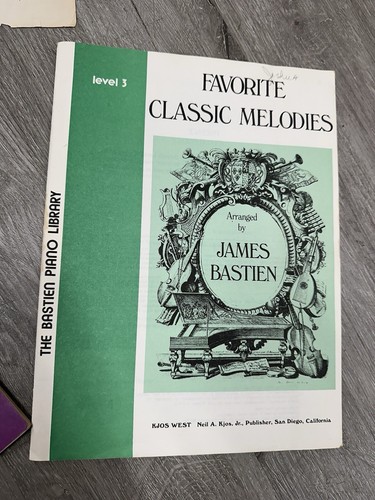 level 3
FAVORITE
CLASSIC MELODIES
Arranged
by
JAMES
BASTIEN
THE BASTIEN PIANO LIBRARY
KJOS WEST Neil A. Kjos, Jr., Publisher, San Diego, California